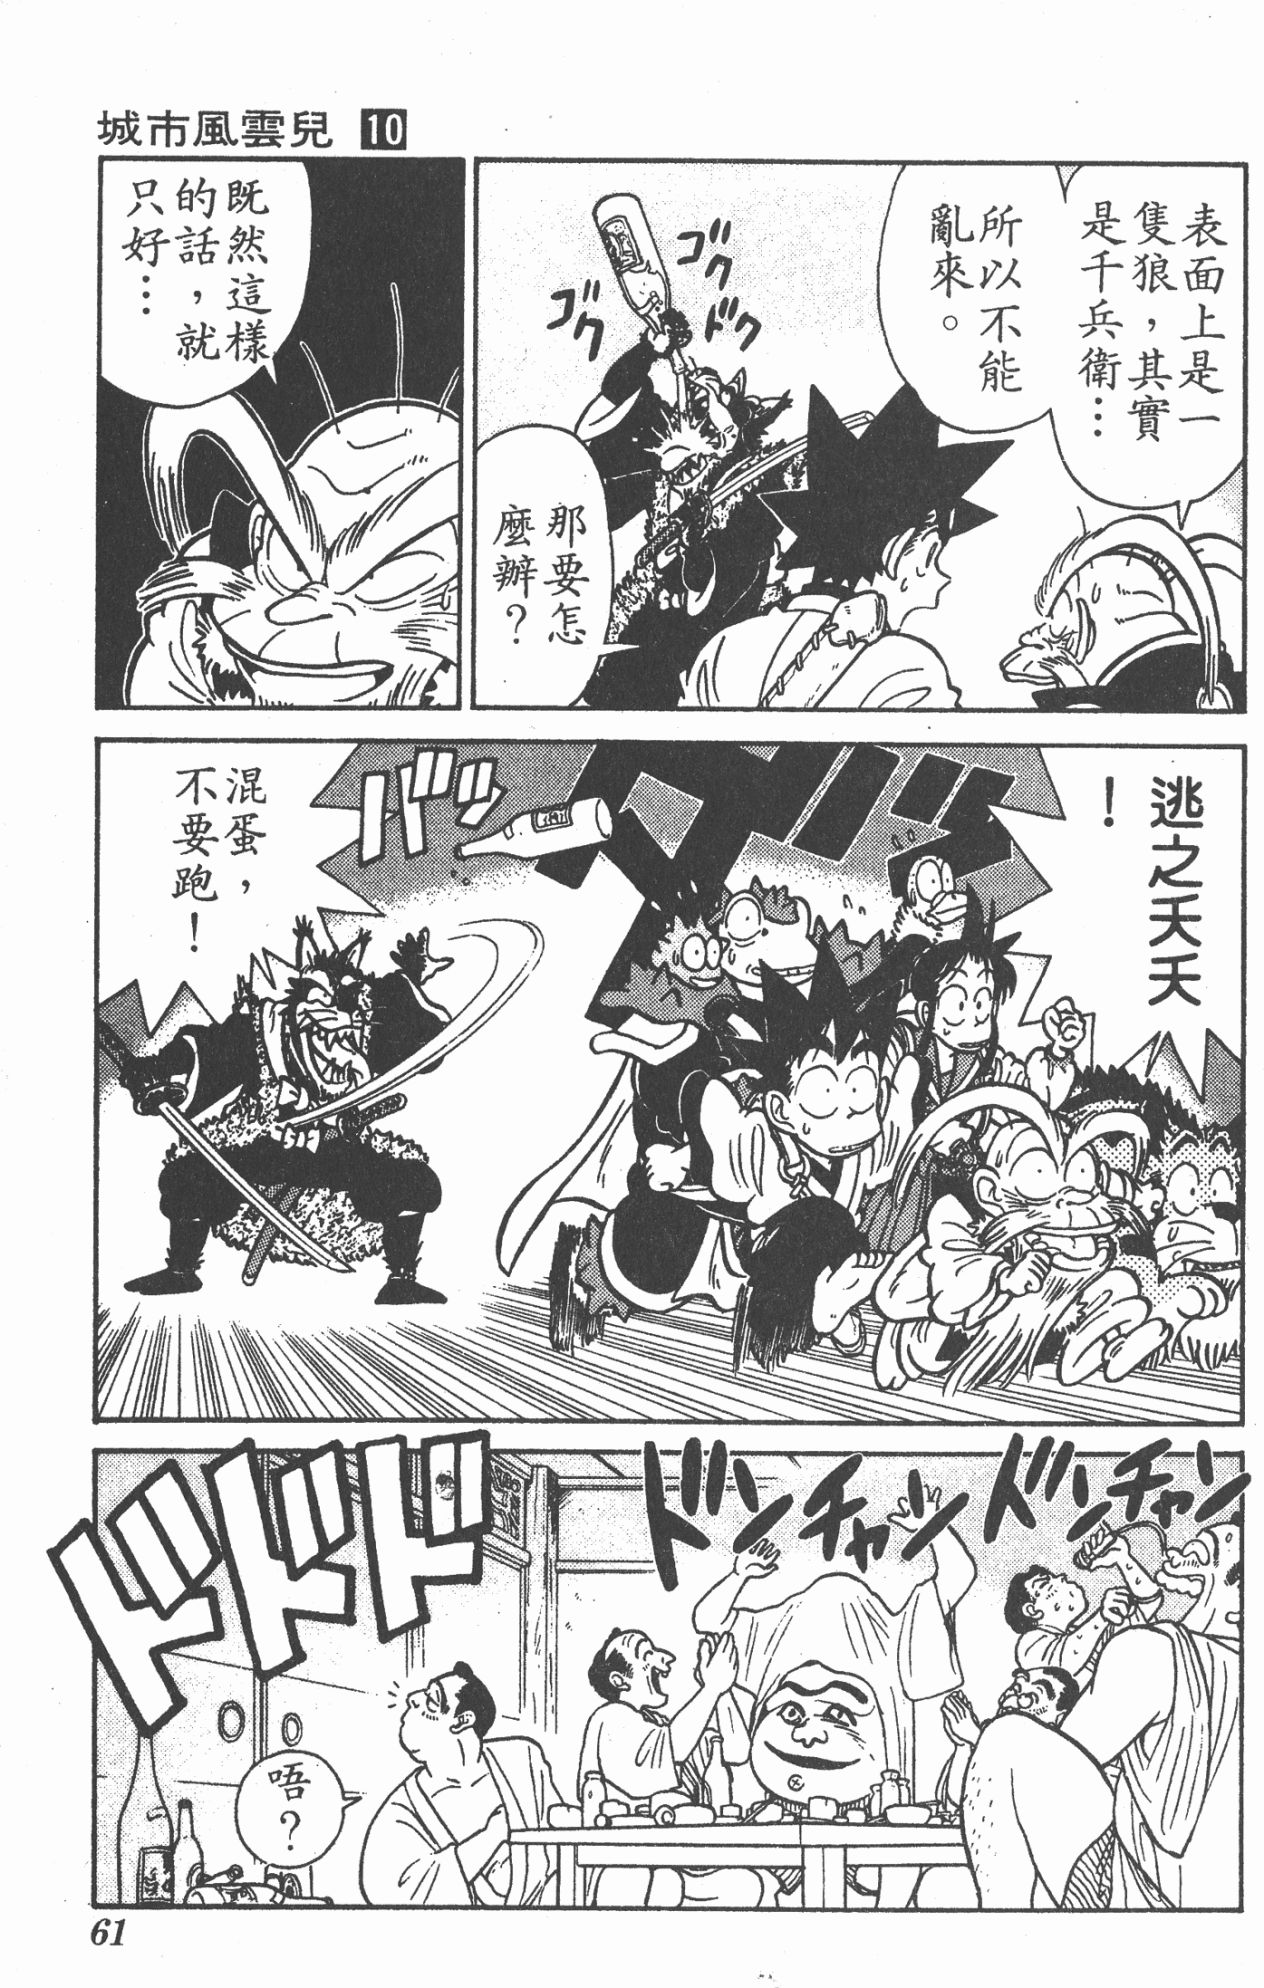 城市風雲兒 10
表面上是一
隻狼，其實
是千兵衛…
所以不能
亂來。
ゴク
ドク
ゴク
那要怎
麼辦？
既然這樣
的話，就
只好…
逃之夭夭
！
ドドド
バッ
混蛋，
不要跑！
ドンチャン
ドンチャン
ドドド
唔？
61